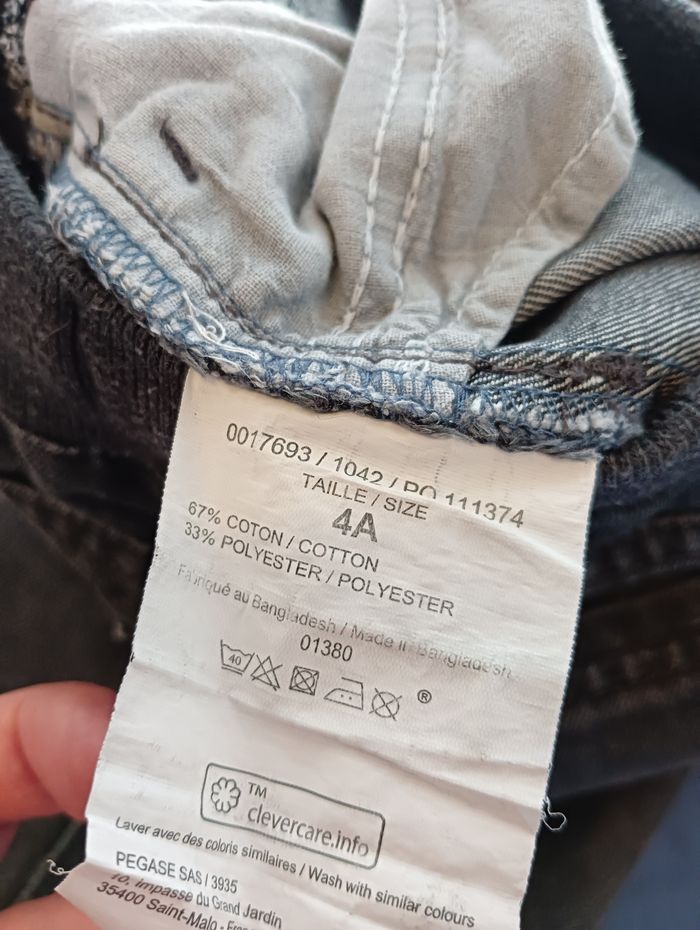 0017693 / 1042 / PO 111374
TAILLE / SIZE
4A
67% COTON / COTTON
33% POLYESTER / POLYESTER
Fabriqué au Bangladesh / Made in Bangladesh
01380
40
®
TM
clevercare.info
Laver avec des coloris similaires / Wash with similar colours
PEGASE SAS / 3935
10, Impasse du Grand Jardin
35400 Saint-Malo -